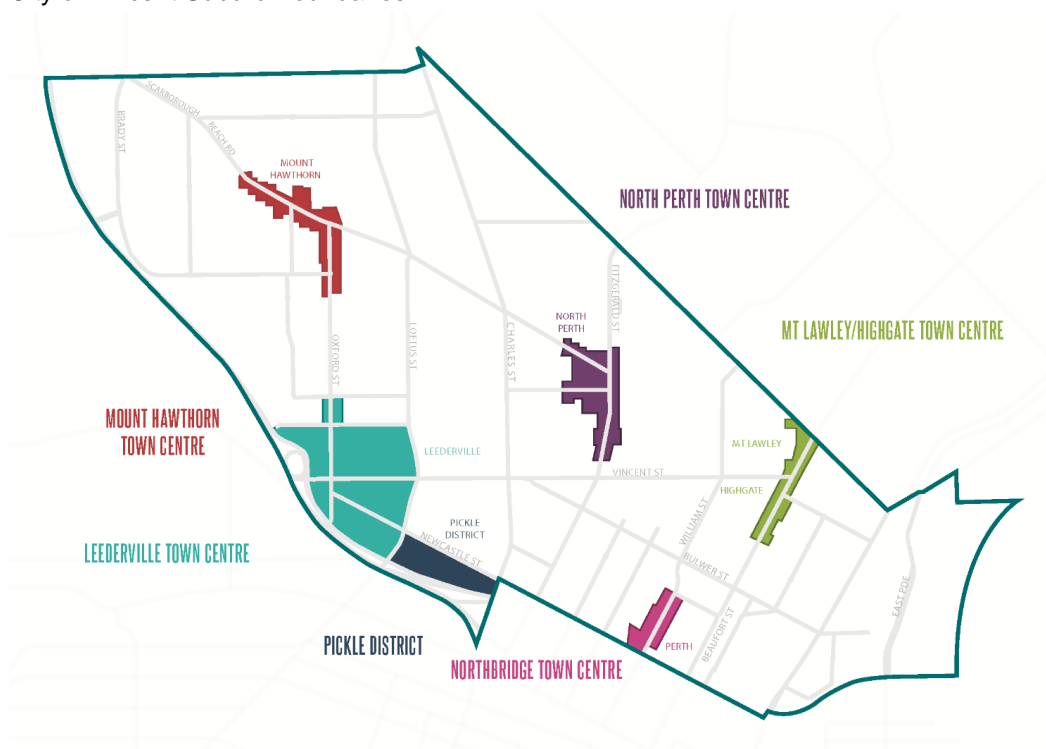 SCARBOROUGH
BEACH RD
BRADY ST
MOUNT
HAWTHORN
NORTH PERTH TOWN CENTRE
FITZGERALD ST
NORTH
PERTH
MT LAWLEY/HIGHGATE TOWN CENTRE
OXFORD ST
LOFTUS ST
CHARLES ST
MOUNT HAWTHORN
TOWN CENTRE
LEEDERVILLE
MT LAWLEY
VINCENT ST
HIGHGATE
WILLIAM ST
PICKLE
DISTRICT
NEWCASTLE ST
LEEDERVILLE TOWN CENTRE
BULWER ST
EAST PDE
BEAUFORT ST
PICKLE DISTRICT
PERTH
NORTHBRIDGE TOWN CENTRE